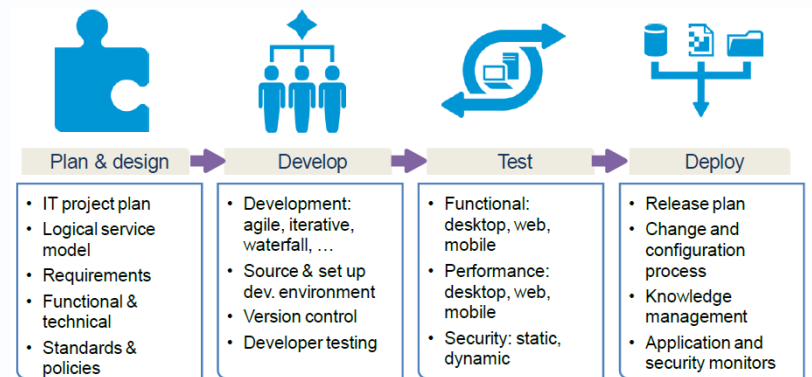 Plan & design
Develop
Test
Deploy
• IT project plan
• Logical service
model
• Requirements
• Functional &
technical
• Standards &
policies
• Development:
agile, iterative,
waterfall, …
• Source & set up
dev. environment
• Version control
• Developer testing
• Functional:
desktop, web,
mobile
• Performance:
desktop, web,
mobile
• Security: static,
dynamic
• Release plan
• Change and
configuration
process
• Knowledge
management
• Application and
security monitors